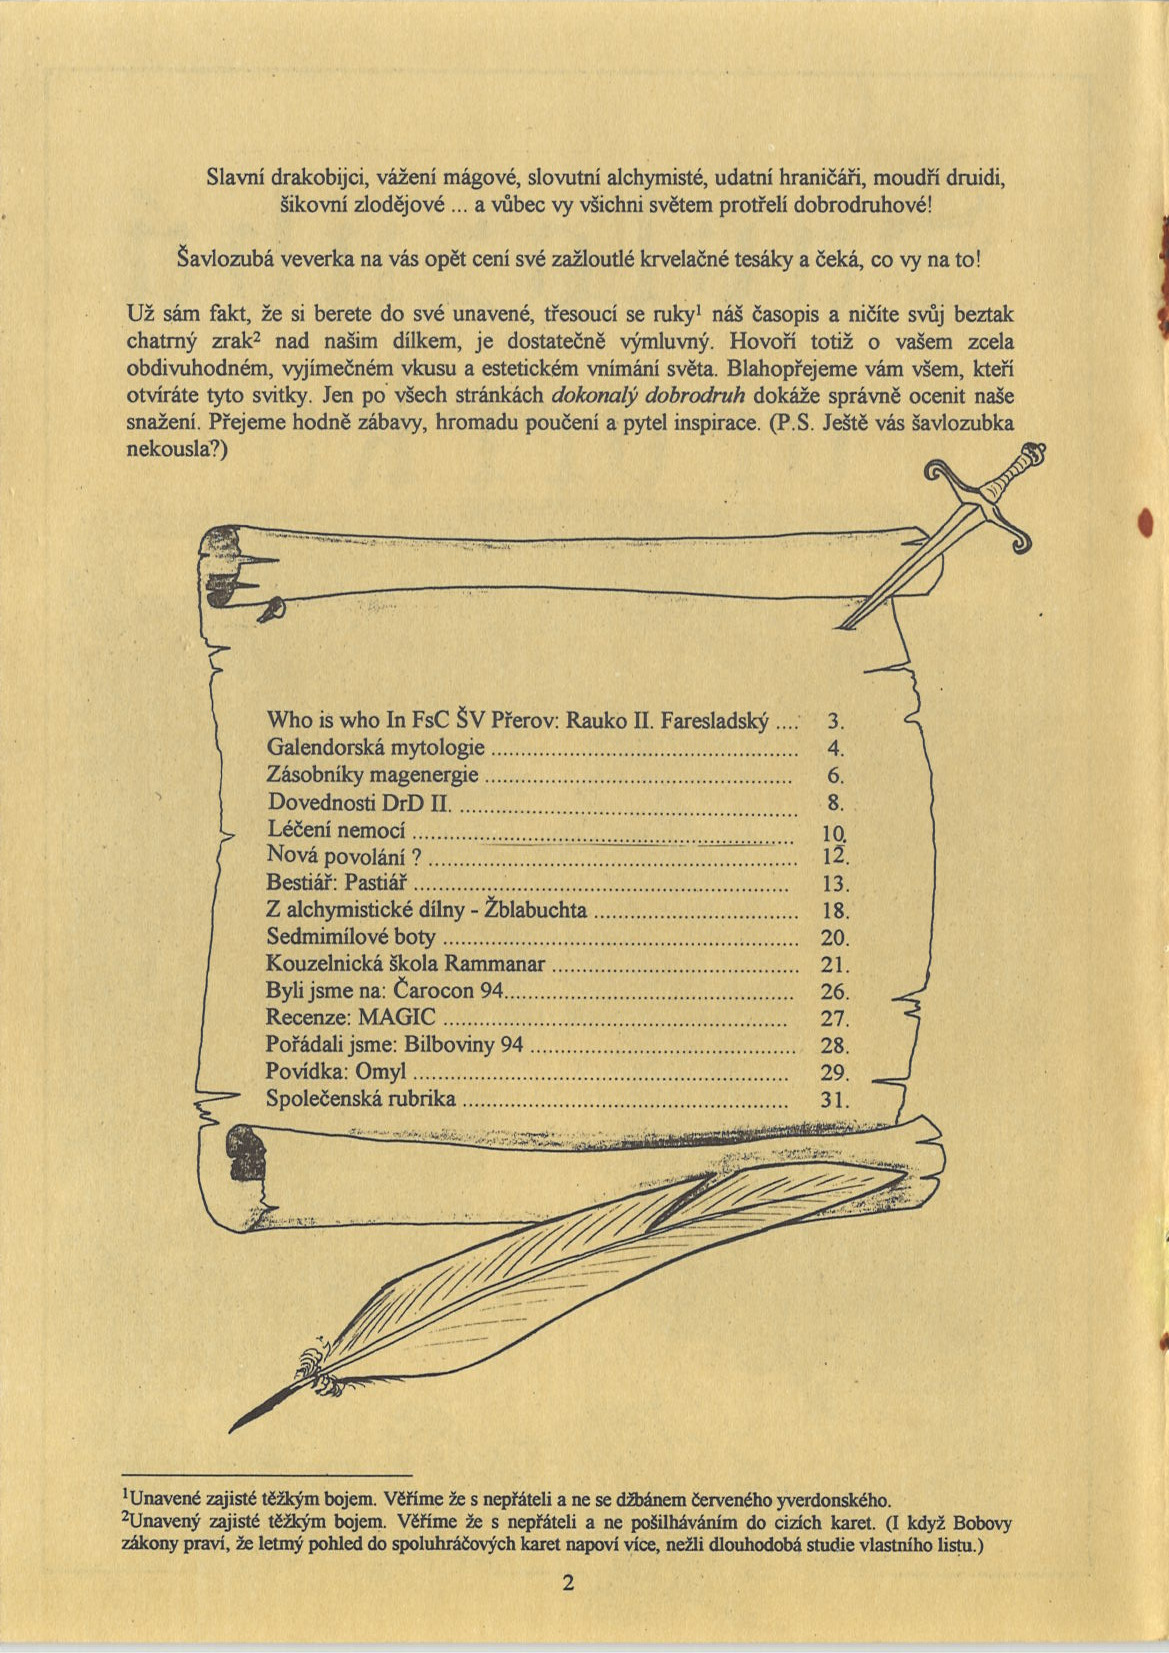 Slavní drakobijci, vážení mágové, slovutní alchymisté, udatní hraničáři, moudří druidi,
šikovní zlodějové ... a vůbec vy všichni světem protřelí dobrodruhové!
Šavlozubá veverka na vás opět cení své zažloutlé krvelačné tesáky a čeká, co vy na to!
Už sám fakt, že si berete do své unavené, třesoucí se ruky¹ náš časopis a ničíte svůj beztak
chatrný zrak² nad našim dílkem, je dostatečně výmluvný. Hovoří totiž o vašem zcela
obdivuhodném, vyjímečném vkusu a estetickém vnímání světa. Blahopřejeme vám všem, kteří
otvíráte tyto svitky. Jen po všech stránkách dokonalý dobrodruh dokáže správně ocenit naše
snažení. Přejeme hodně zábavy, hromadu poučení a pytel inspirace. (P.S. Ještě vás šavlozubka
nekousla?)
Who is who In FsC ŠV Přerov: Rauko II. Faresladský .... 3.
Galendorská mytologie ........ 4.
Zásobníky magenergie ........ 6.
Dovednosti DrD II. ........ 8.
Léčení nemocí ........ 10.
Nová povolání ? ........ 12.
Bestiář: Pastiář ........ 13.
Z alchymistické dílny - Žblabuchta ........ 18.
Sedmimílové boty ........ 20.
Kouzelnická škola Rammanar ........ 21.
Byli jsme na: Čarocon 94........ 26.
Recenze: MAGIC ........ 27.
Pořádali jsme: Bilboviny 94 ........ 28.
Povídka: Omyl ........ 29.
Společenská rubrika ........ 31.
¹Unavené zajisté těžkým bojem. Věříme že s nepřáteli a ne se džbánem červeného yverdonského.
²Unavený zajisté těžkým bojem. Věříme že s nepřáteli a ne pošilháváním do cizích karet. (I když Bobovy
zákony praví, že letmý pohled do spoluhráčových karet napoví více, nežli dlouhodobá studie vlastního listu.)
2